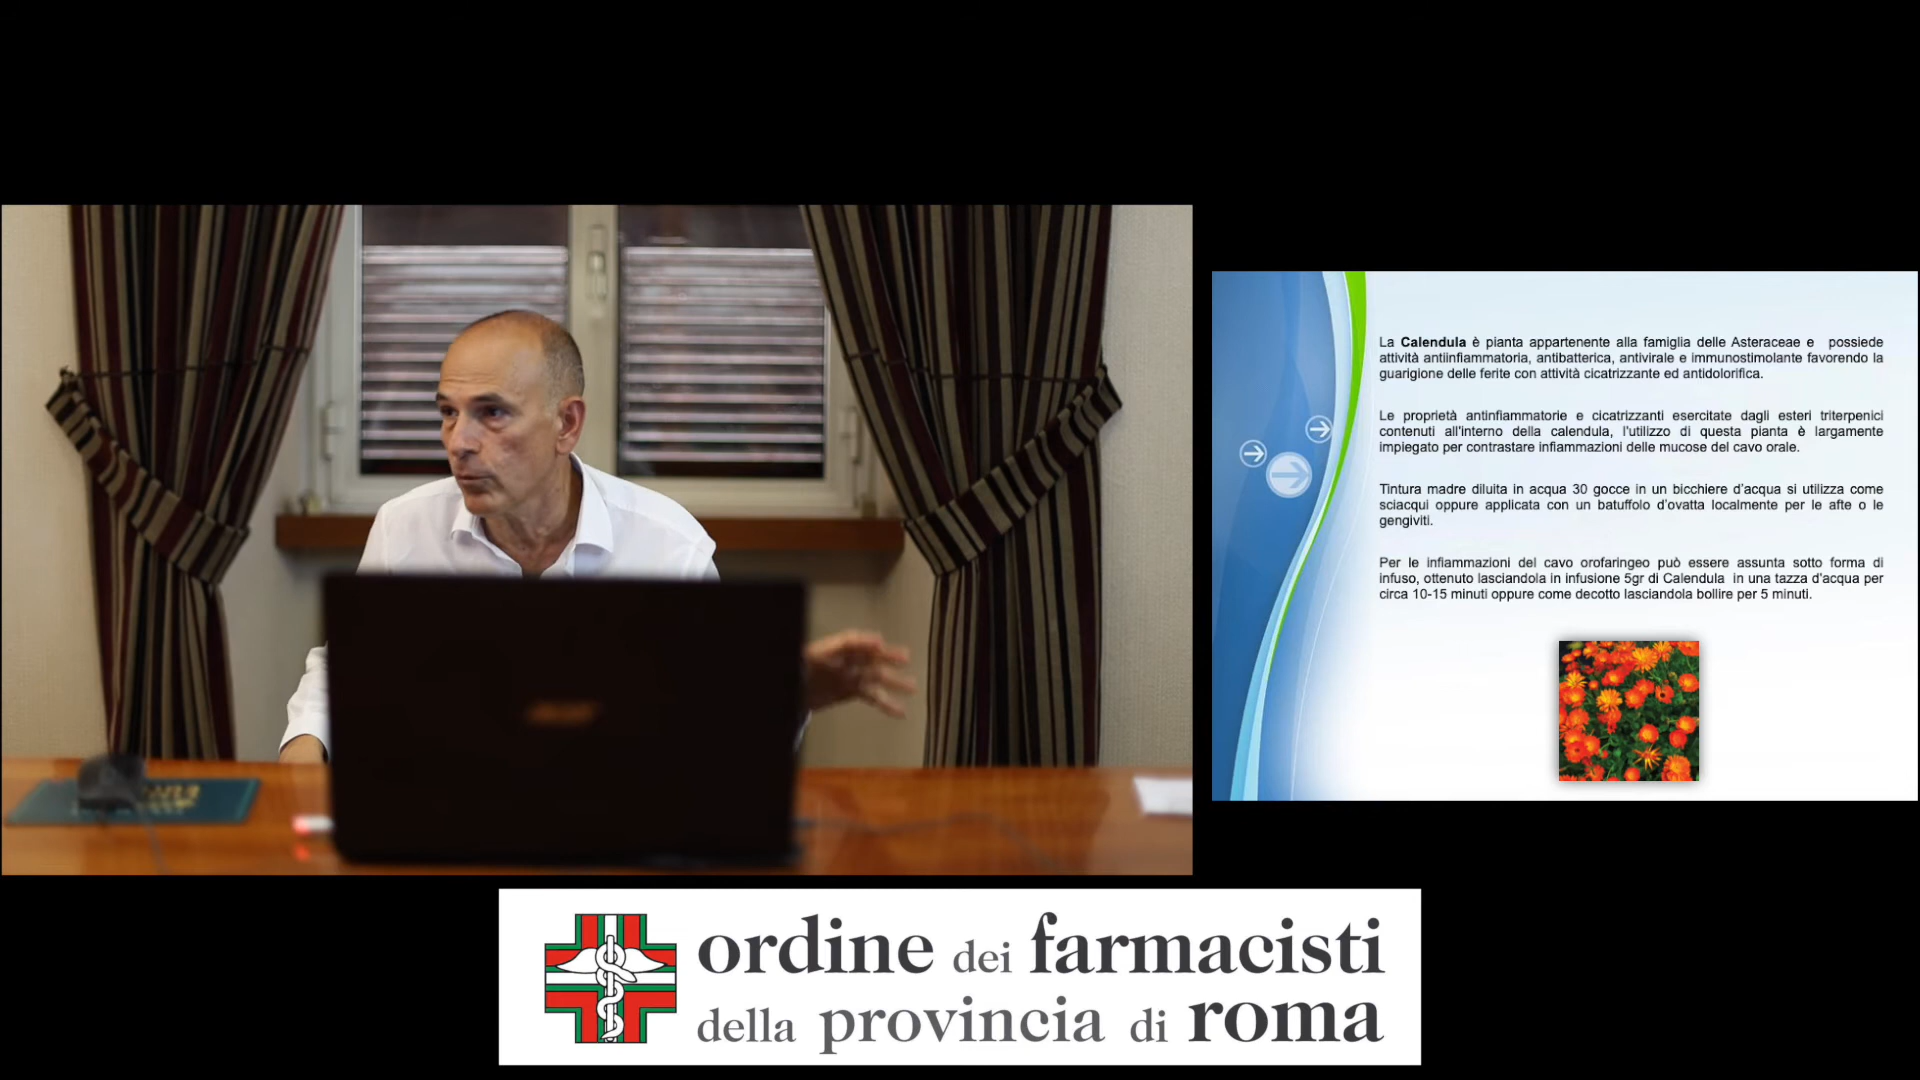 La Calendula è pianta appartenente alla famiglia delle Asteraceae e possiede
attività antiinfiammatoria, antibatterica, antivirale e immunostimolante favorendo la
guarigione delle ferite con attività cicatrizzante ed antidolorifica.
Le proprietà antinfiammatorie e cicatrizzanti esercitate dagli esteri triterpenici
contenuti all'interno della calendula, l'utilizzo di questa pianta è largamente
impiegato per contrastare infiammazioni delle mucose del cavo orale.
Tintura madre diluita in acqua 30 gocce in un bicchiere d'acqua si utilizza come
sciacqui oppure applicata con un batuffolo d'ovatta localmente per le afte o le
gengiviti.
Per le infiammazioni del cavo orofaringeo può essere assunta sotto forma di
infuso, ottenuto lasciandola in infusione 5gr di Calendula in una tazza d'acqua per
circa 10-15 minuti oppure come decotto lasciandola bollire per 5 minuti.
ordine dei farmacisti
della provincia di roma